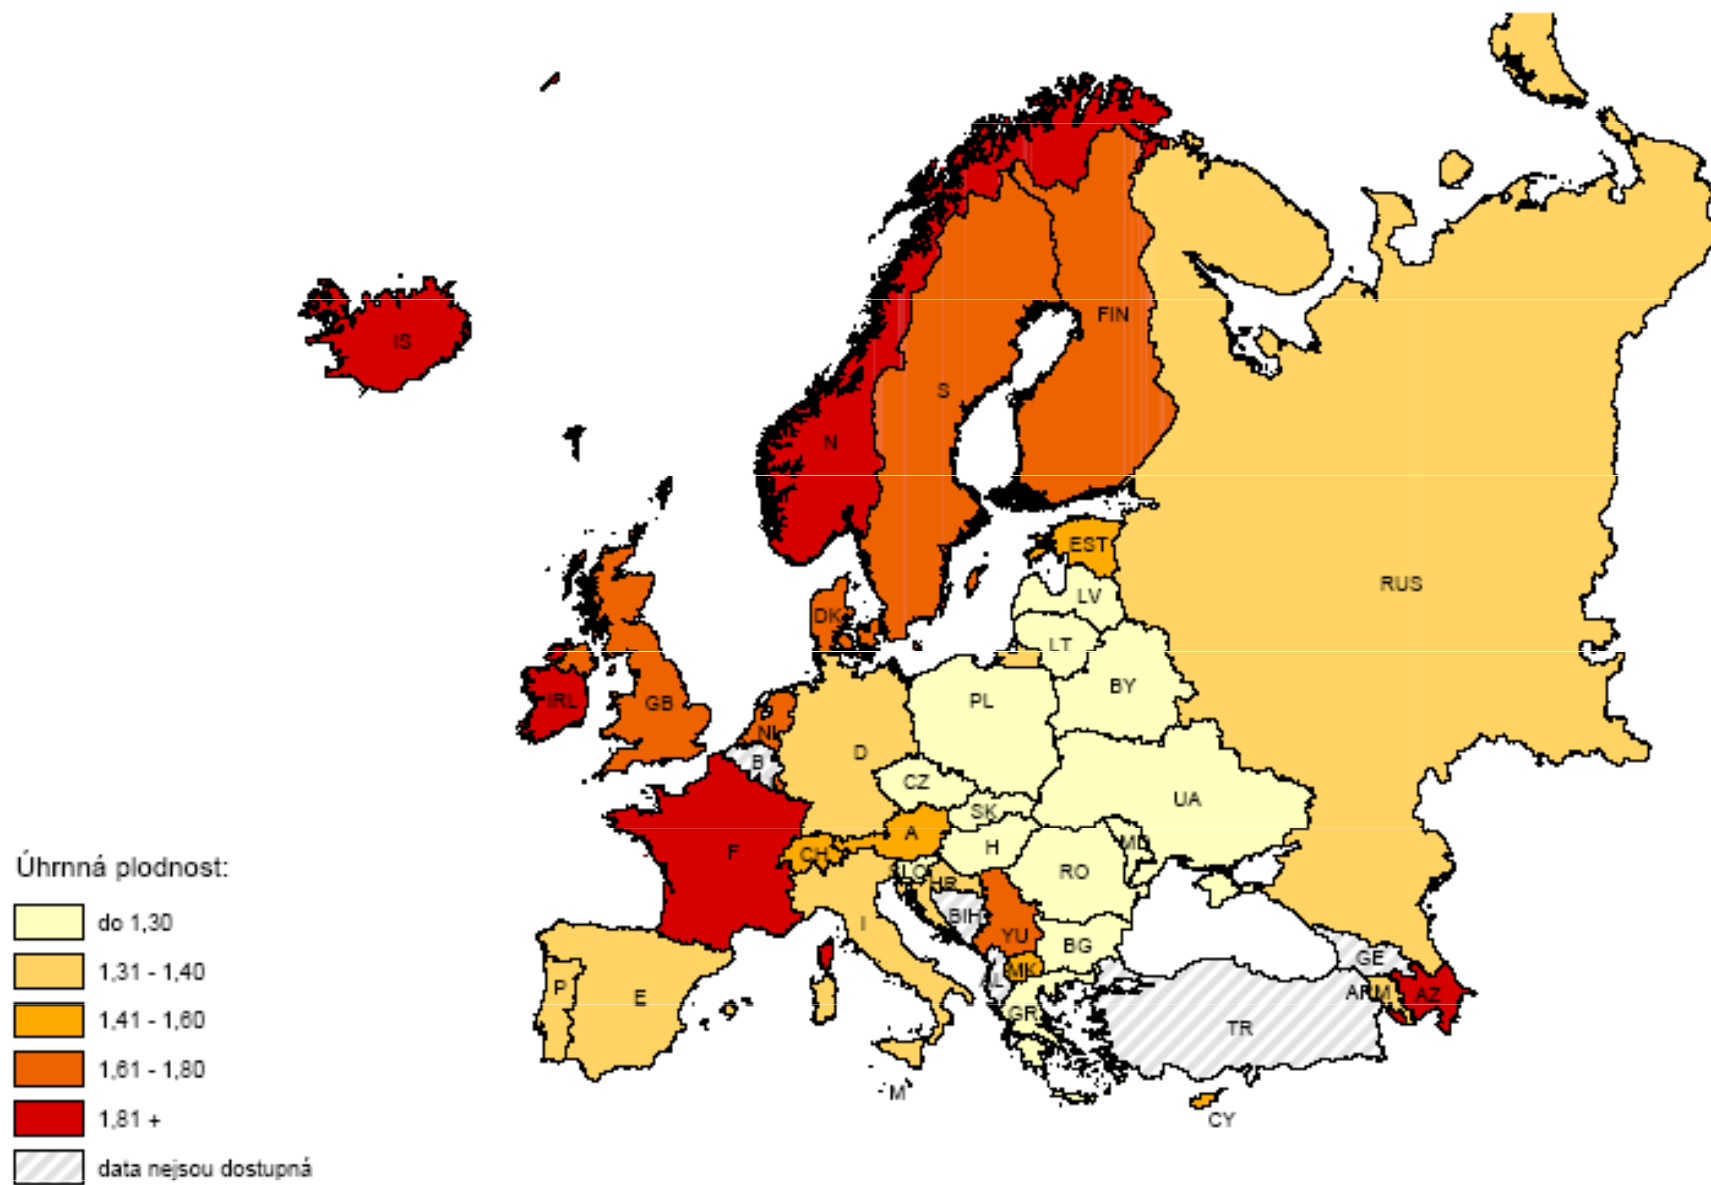 IS
FIN
S
N
EST
RUS
LV
DK
LT
BY
IRL
GB
PL
NL
D
B
CZ
UA
SK
A
MD
F
CH
H
SLO
HR
RO
Úhrnná plodnost:
do 1,30
BIH
I
YU
BG
GE
1,31 - 1,40
MK
AL
P
E
ARM
AZ
GR
1,41 - 1,60
TR
1,61 - 1,80
M
CY
1,81 +
data nejsou dostupná